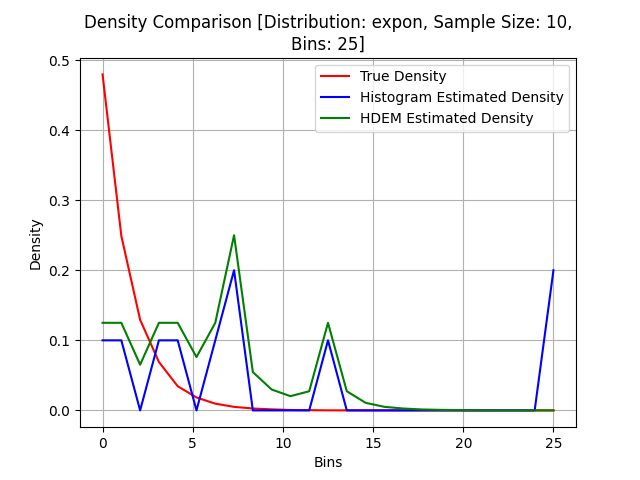 Density Comparison [Distribution: expon, Sample Size: 10,
Bins: 25]
True Density
Histogram Estimated Density
HDEM Estimated Density
Density
0.5
0.4
0.3
0.2
0.1
0.0
0 5 10 15 20 25
Bins